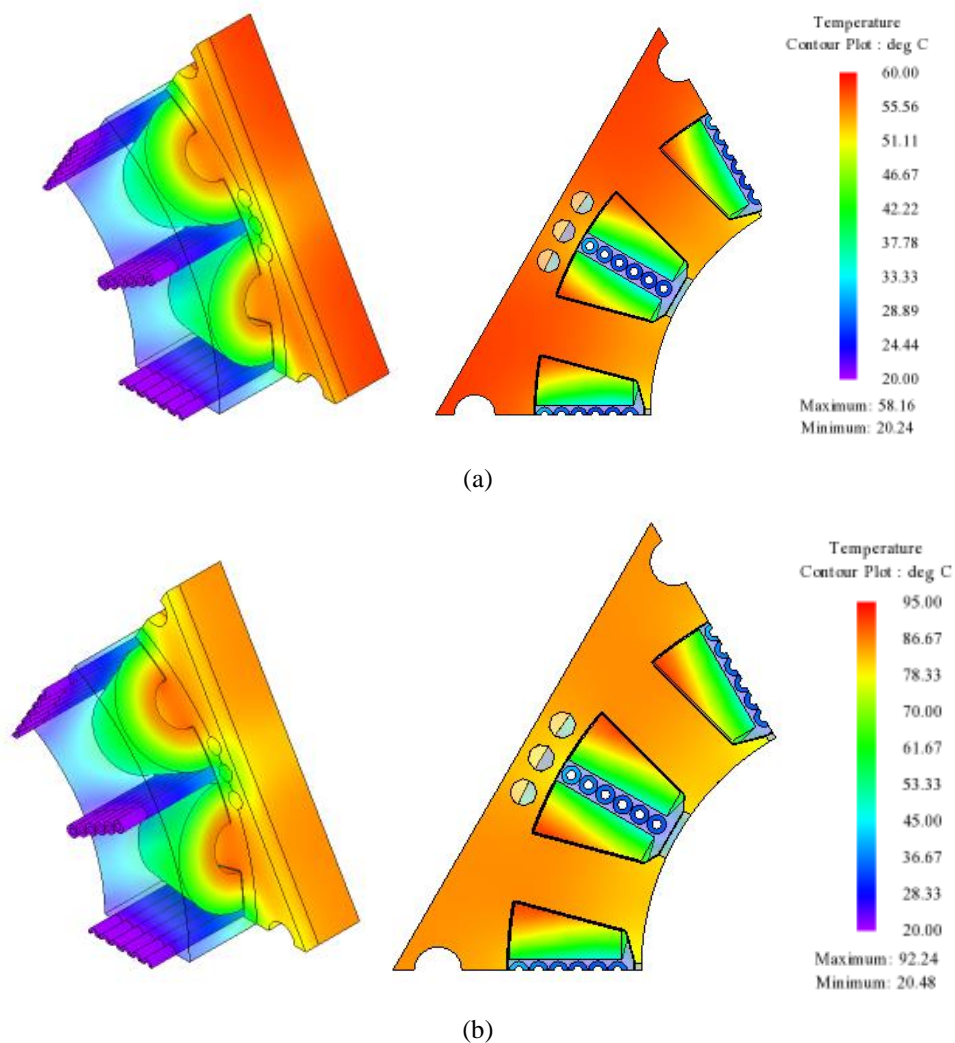 Temperature
Contour Plot : deg C
60.00
55.56
51.11
46.67
42.22
37.78
33.33
28.89
24.44
20.00
Maximum: 58.16
Minimum: 20.24
(a)
Temperature
Contour Plot : deg C
95.00
86.67
78.33
70.00
61.67
53.33
45.00
36.67
28.33
20.00
Maximum: 92.24
Minimum: 20.48
(b)